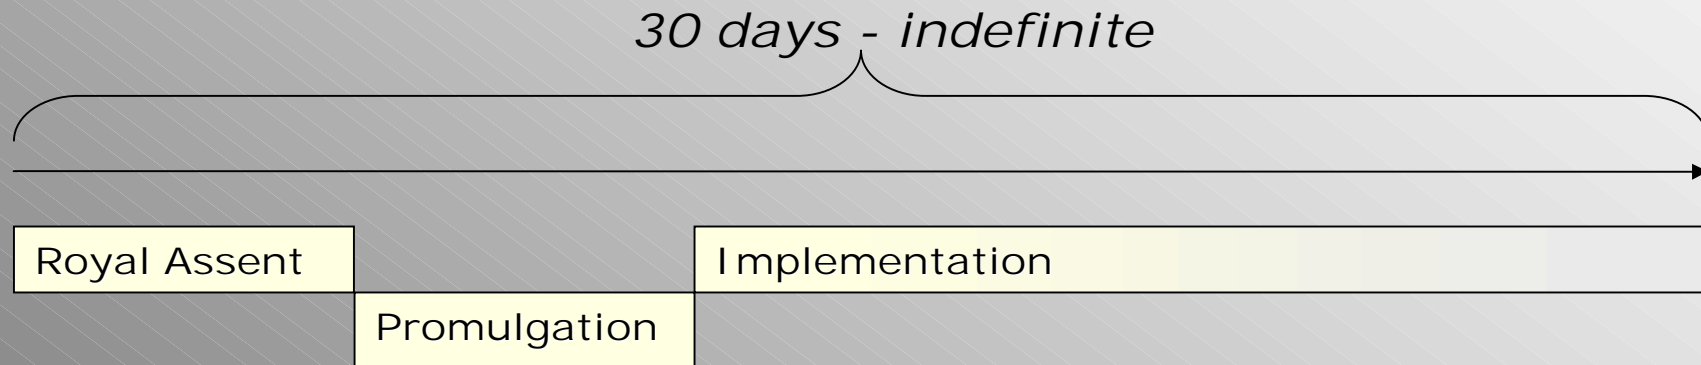 30 days - indefinite
Royal Assent
Implementation
Promulgation